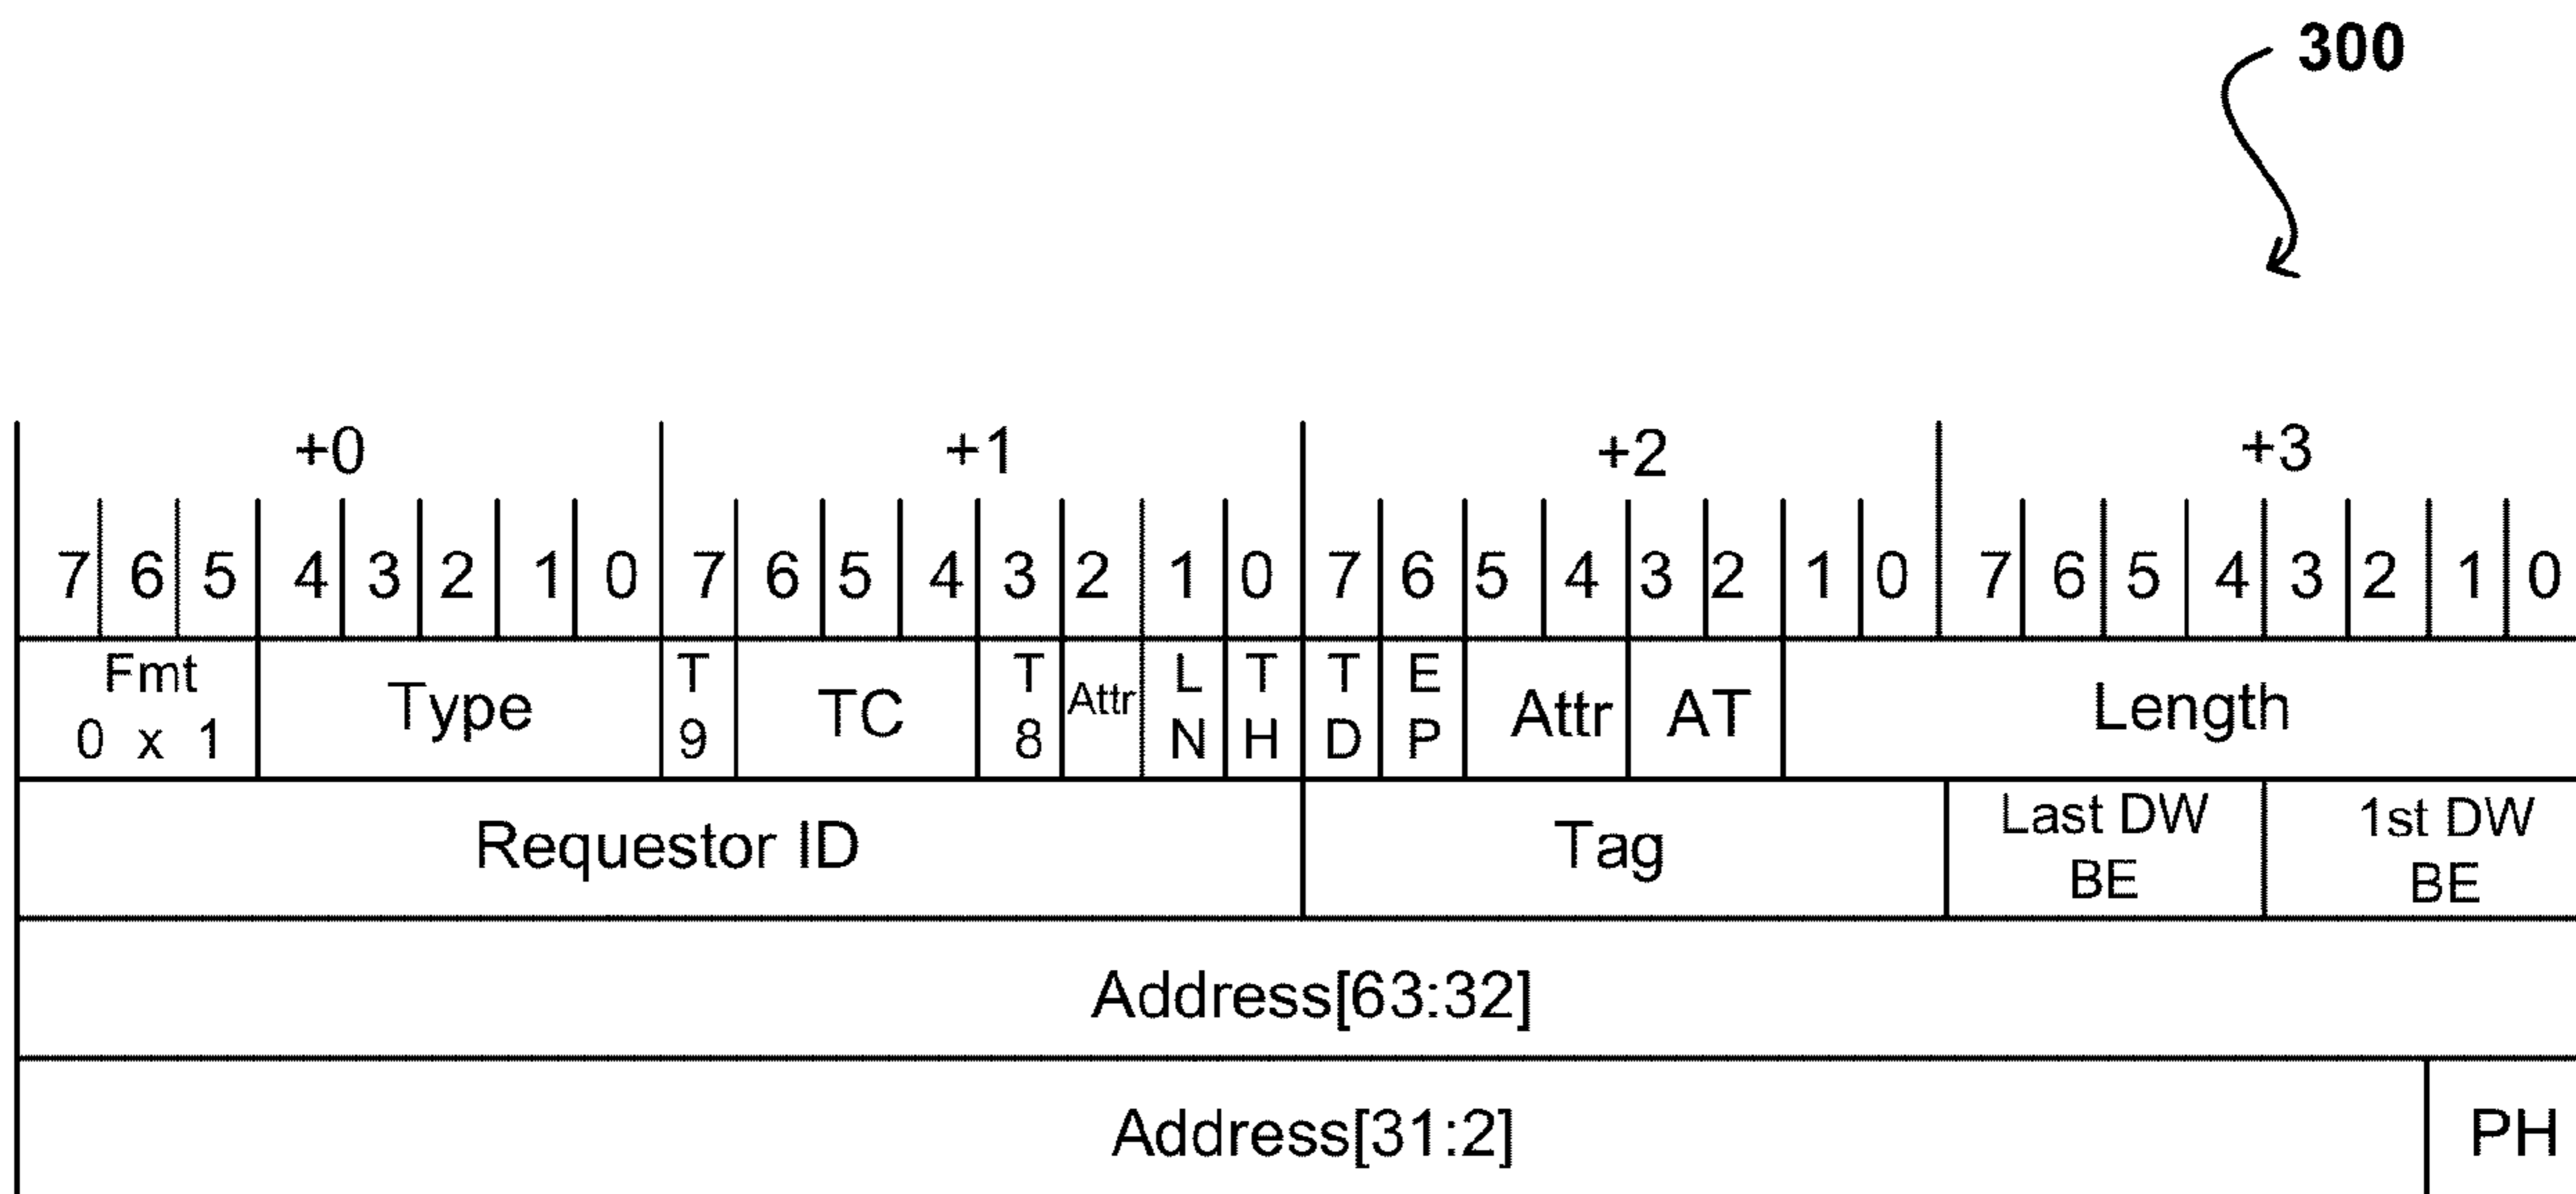 300
+0 +1 +2 +3
7 6 5 4 3 2 1 0 7 6 5 4 3 2 1 0 7 6 5 4 3 2 1 0 7 6 5 4 3 2 1 0
Fmt
0 x 1
Type
T
9
TC
T
8
Attr
L
N
T
H
T
D
E
P
Attr
AT
Length
Requestor ID
Tag
Last DW
BE
1st DW
BE
Address[63:32]
Address[31:2]
PH